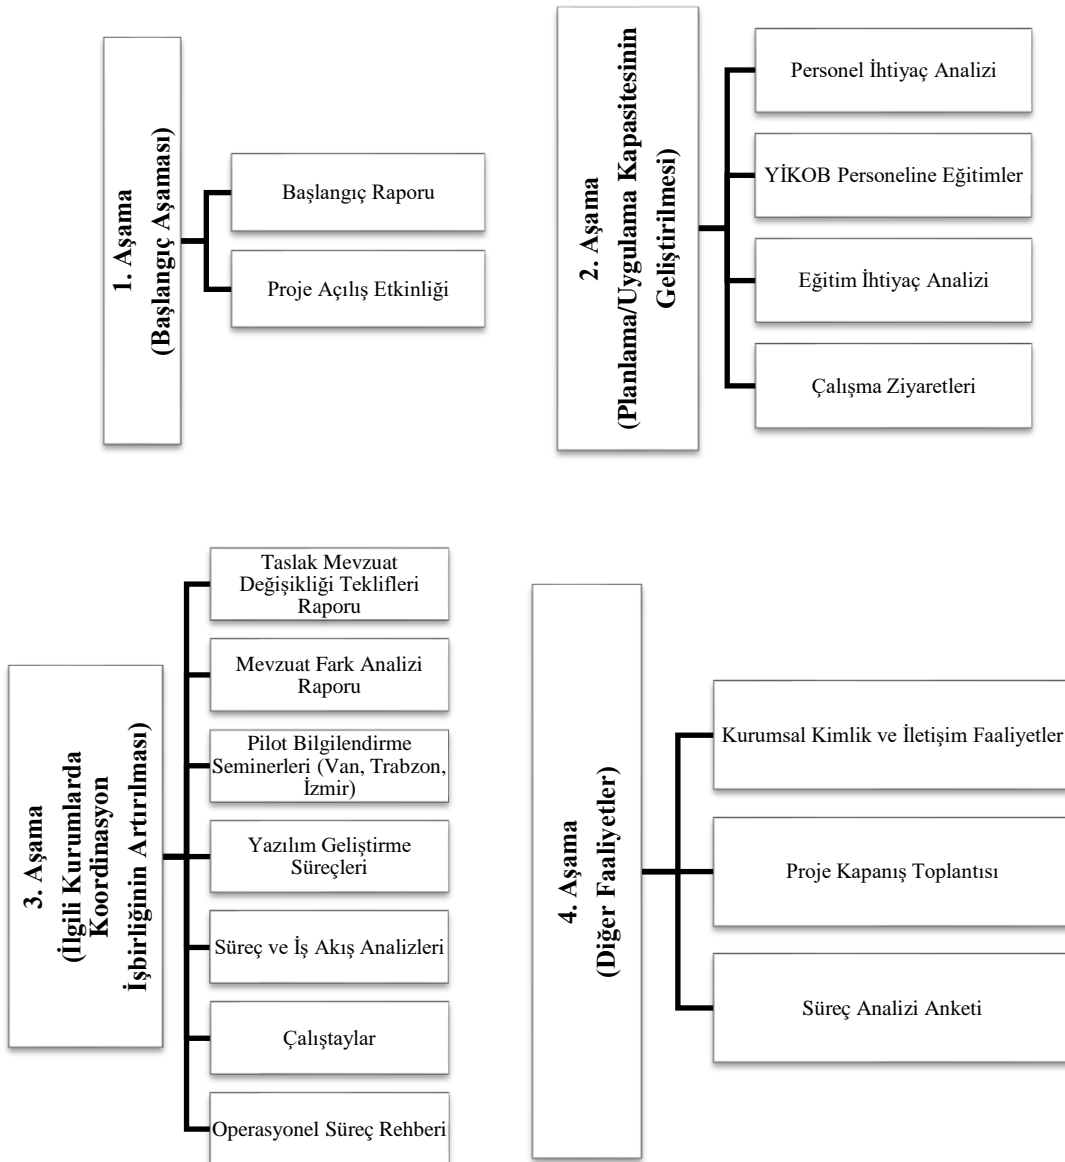 1. Aşama
(Başlangıç Aşaması)
Başlangıç Raporu
Proje Açılış Etkinliği
2. Aşama
(Planlama/Uygulama Kapasitesinin
Geliştirilmesi)
Personel İhtiyaç Analizi
YİKOB Personeline Eğitimler
Eğitim İhtiyaç Analizi
Çalışma Ziyaretleri
3. Aşama
(İlgili Kurumlarda
Koordinasyon
İşbirliğinin Artırılması)
Taslak Mevzuat
Değişikliği Teklifleri
Raporu
Mevzuat Fark Analizi
Raporu
Pilot Bilgilendirme
Seminerleri (Van, Trabzon,
İzmir)
Yazılım Geliştirme
Süreçleri
Süreç ve İş Akış Analizleri
Çalıştaylar
Operasyonel Süreç Rehberi
4. Aşama
(Diğer Faaliyetler)
Kurumsal Kimlik ve İletişim Faaliyetler
Proje Kapanış Toplantısı
Süreç Analizi Anketi